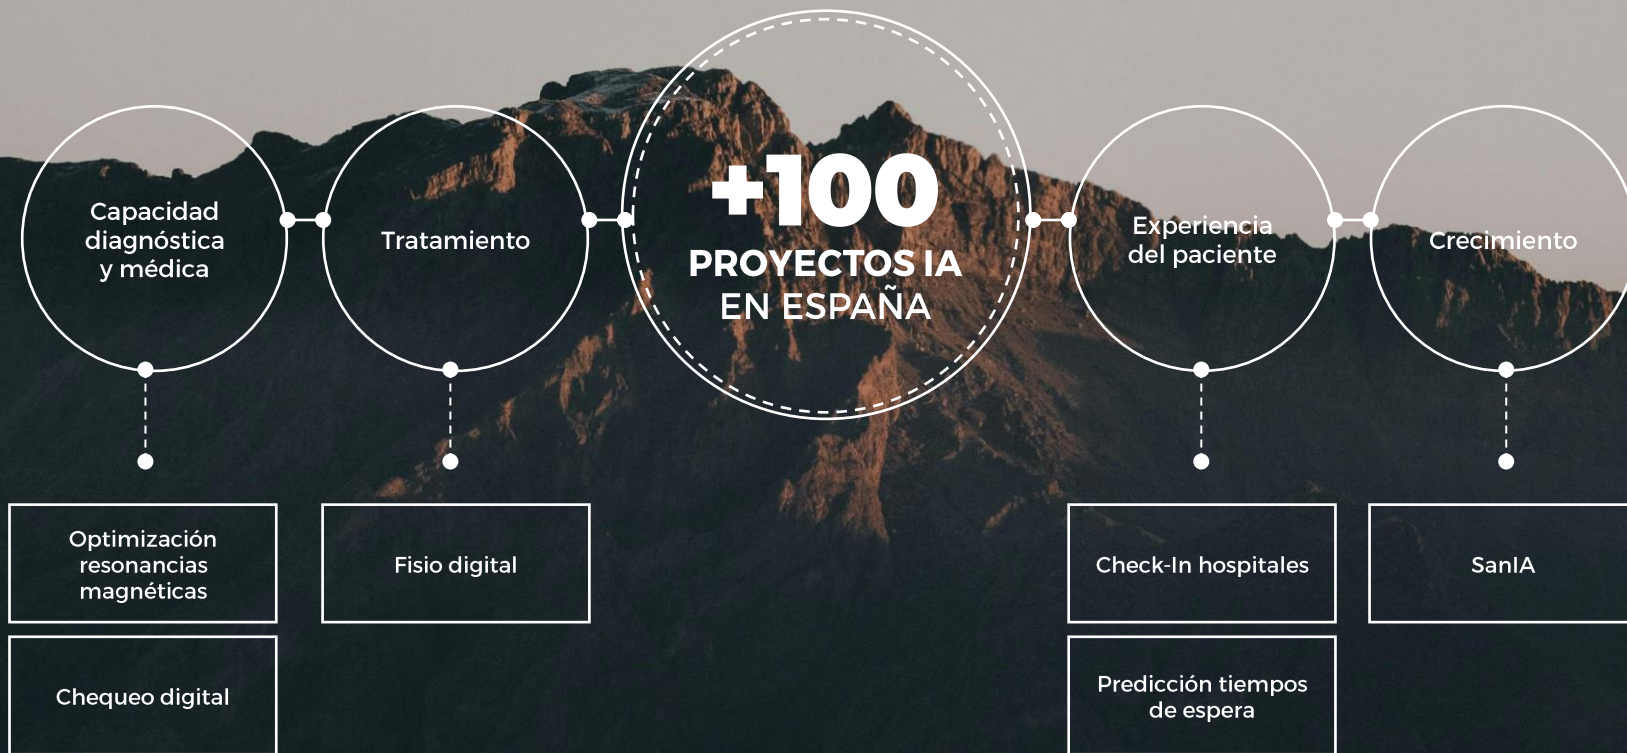 Capacidad
diagnóstica
y médica
Tratamiento
+100
PROYECTOS IA
EN ESPAÑA
Experiencia
del paciente
Crecimiento
Optimización
resonancias
magnéticas
Fisio digital
Check-In hospitales
SanIA
Chequeo digital
Predicción tiempos
de espera